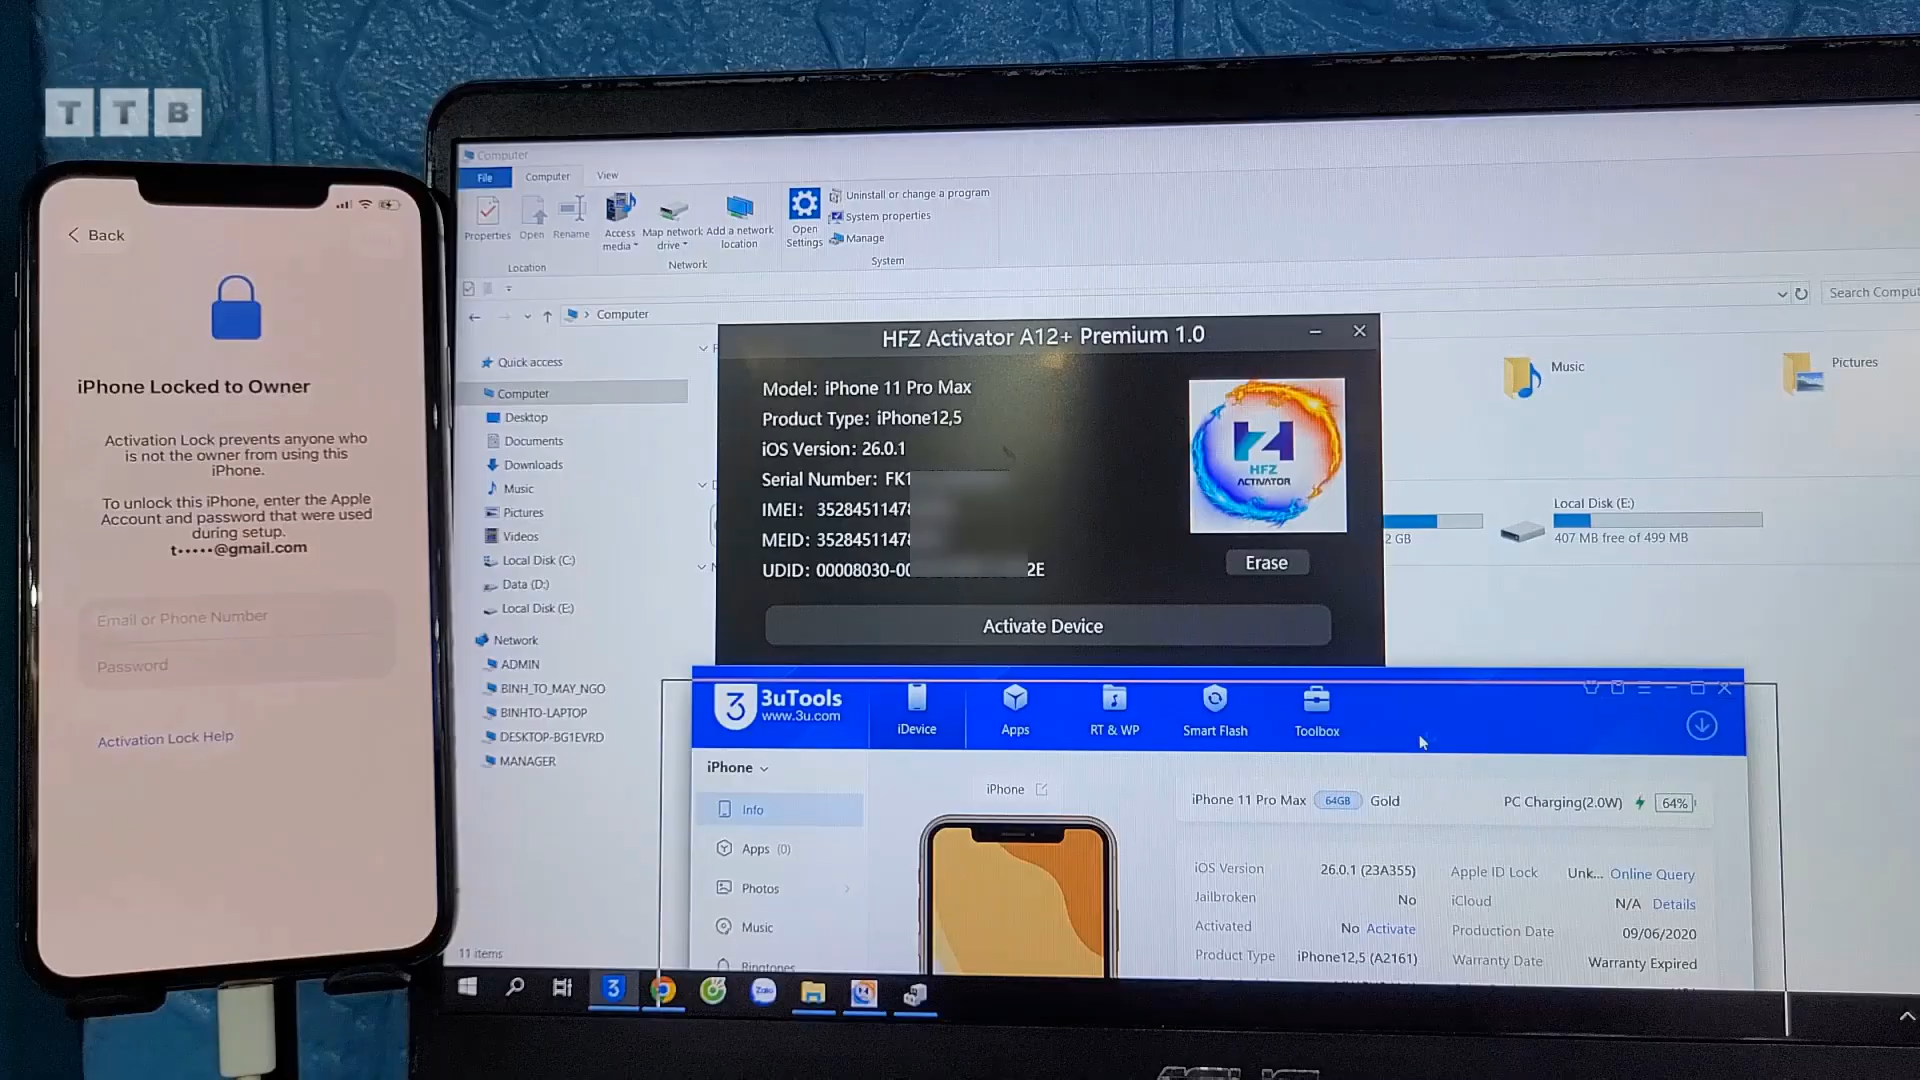 TTB
Back
iPhone Locked to Owner
Activation Lock prevents anyone who
is not the owner from using this
iPhone.
To unlock this iPhone, enter the Apple
Account and password that were used
during setup.
t•••••@gmail.com
Email or Phone Number
Password
Activation Lock Help
Computer
File
Computer
View
Properties
Open
Rename
Access
media
Map network
drive
Add a network
location
Open
Settings
Uninstall or change a program
System properties
Manage
Location
Network
System
Computer
Search Comput
Quick access
Computer
Desktop
Documents
Downloads
Music
Pictures
Videos
Local Disk (C:)
Data (D:)
Local Disk (E:)
Network
ADMIN
BINH_TO_MAY_NGO
BINHTO-LAPTOP
DESKTOP-BG1EVRD
MANAGER
11 items
Music
Pictures
2 GB
Local Disk (E:)
407 MB free of 499 MB
HFZ Activator A12+ Premium 1.0
Model: iPhone 11 Pro Max
Product Type: iPhone12,5
iOS Version: 26.0.1
Serial Number: FK1
IMEI: 35284511478
MEID: 35284511478
UDID: 00008030-00 2E
HFZ
ACTIVATOR
Erase
Activate Device
3 3uTools
www.3u.com
iDevice
Apps
RT & WP
Smart Flash
Toolbox
iPhone
Info
Apps (0)
Photos
Music
Ringtones
iPhone
iPhone 11 Pro Max 64GB Gold
PC Charging(2.0W) 64%
iOS Version 26.0.1 (23A355)
Apple ID Lock Unk... Online Query
Jailbroken No
iCloud N/A Details
Activated No Activate
Production Date 09/06/2020
Product Type iPhone12,5 (A2161)
Warranty Date Warranty Expired
3
Zalo